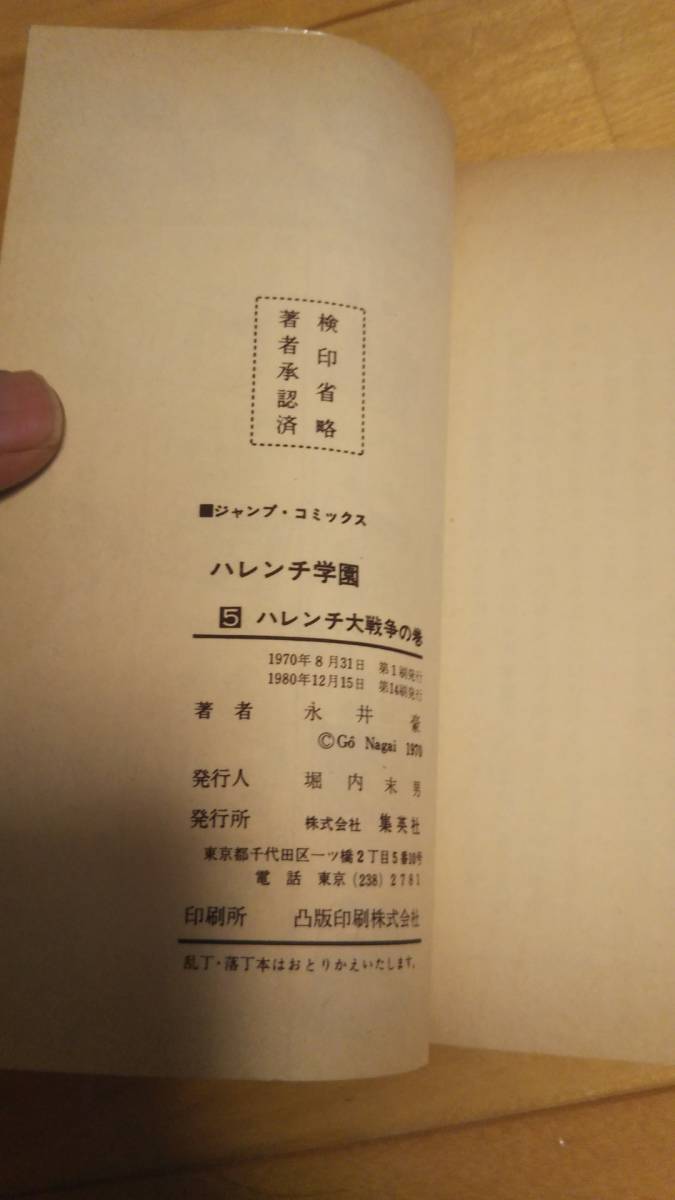 検印省略
著者承認済
■ジャンプ・コミックス
ハレンチ学園
5 ハレンチ大戦争の巻
1970年8月31日 第1刷発行
1980年12月15日 第14刷発行
著者 永井豪
©Gô Nagai 1970
発行人 堀内末男
発行所 株式会社 集英社
東京都千代田区一ツ橋2丁目5番10号
電話 東京(238)2781
印刷所 凸版印刷株式会社
乱丁・落丁本はおとりかえいたします。